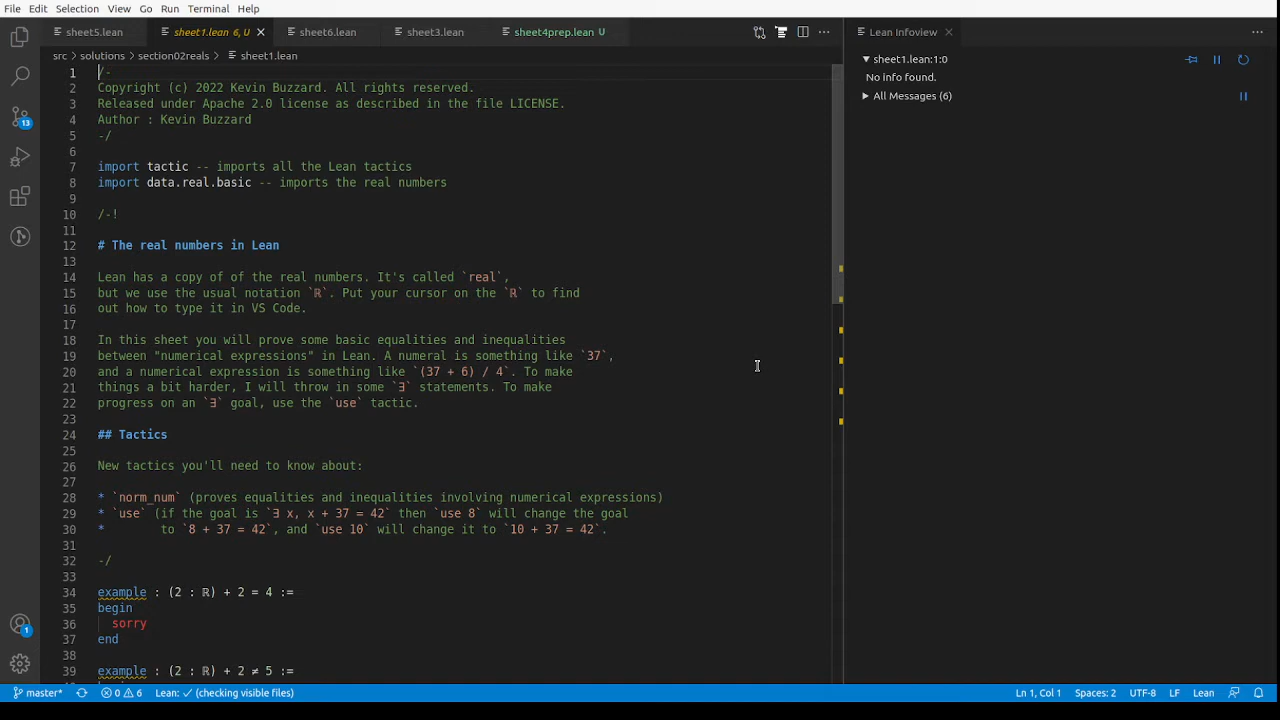 File Edit Selection View Go Run Terminal Help
sheet5.lean sheet1.lean 6, U sheet6.lean sheet3.lean sheet4prep.lean U Lean Infoview
src > solutions > section02reals > sheet1.lean
sheet1.lean:1:0
No info found.
All Messages (6)
1 /-
2 Copyright (c) 2022 Kevin Buzzard. All rights reserved.
3 Released under Apache 2.0 license as described in the file LICENSE.
4 Author : Kevin Buzzard
5 -/
6
7 import tactic -- imports all the Lean tactics
8 import data.real.basic -- imports the real numbers
9
10 /-!
11
12 # The real numbers in Lean
13
14 Lean has a copy of of the real numbers. It's called `real`,
15 but we use the usual notation `ℝ`. Put your cursor on the `ℝ` to find
16 out how to type it in VS Code.
17
18 In this sheet you will prove some basic equalities and inequalities
19 between "numerical expressions" in Lean. A numeral is something like `37`,
20 and a numerical expression is something like `(37 + 6) / 4`. To make
21 things a bit harder, I will throw in some `∃` statements. To make
22 progress on an `∃` goal, use the `use` tactic.
23
24 ## Tactics
25
26 New tactics you'll need to know about:
27
28 * `norm_num` (proves equalities and inequalities involving numerical expressions)
29 * `use` (if the goal is `∃ x, x + 37 = 42` then `use 8` will change the goal
30 * to `8 + 37 = 42`, and `use 10` will change it to `10 + 37 = 42`.
31
32 -/
33
34 example : (2 : ℝ) + 2 = 4 :=
35 begin
36 sorry
37 end
38
39 example : (2 : ℝ) + 2 ≠ 5 :=
13
1
master* 0 6 Lean: ✓ (checking visible files) Ln 1, Col 1 Spaces: 2 UTF-8 LF Lean